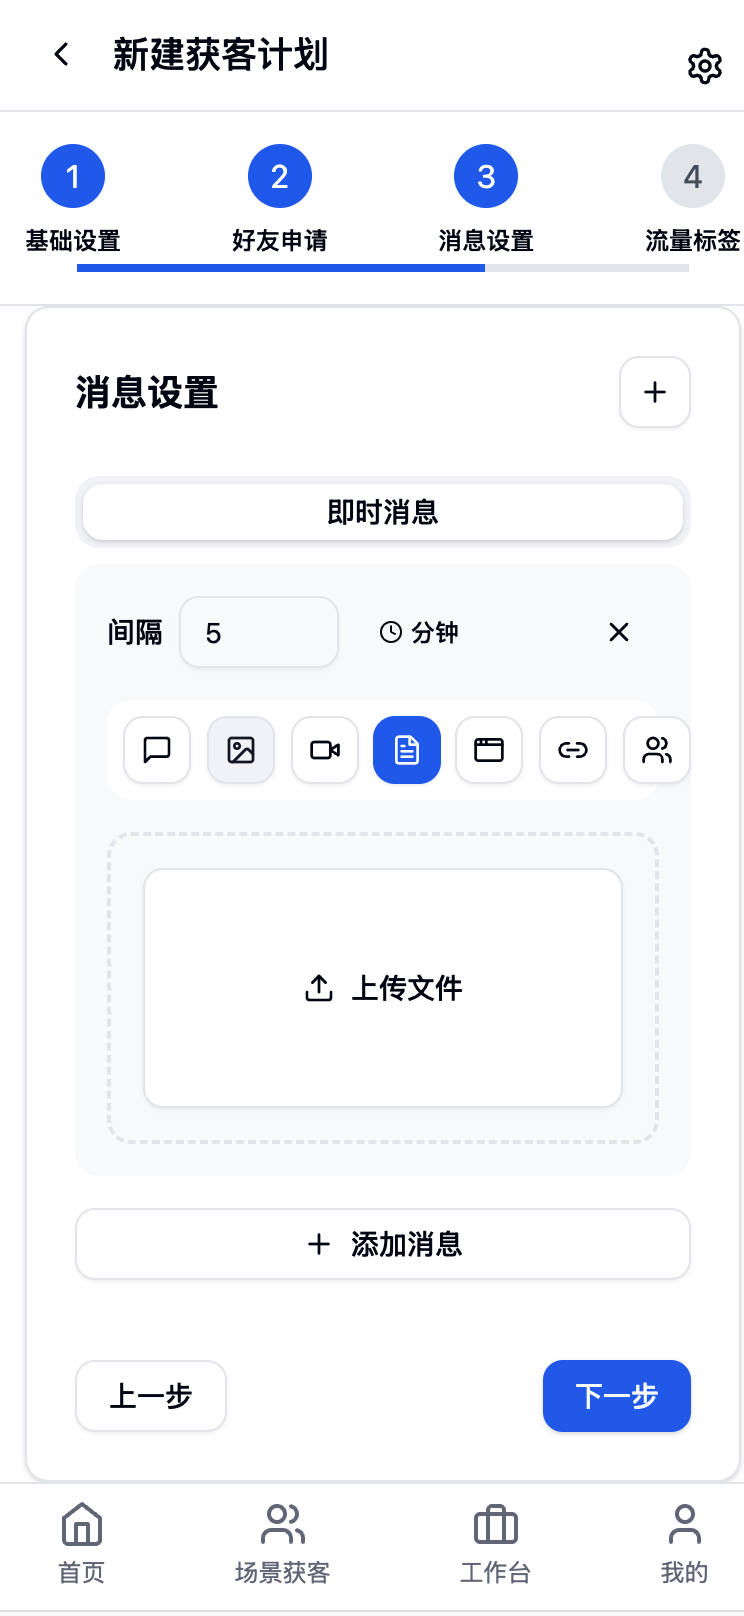 新建获客计划
1 2 3 4
基础设置 好友申请 消息设置 流量标签
消息设置
即时消息
间隔 5 分钟
上传文件
添加消息
上一步 下一步
首页 场景获客 工作台 我的